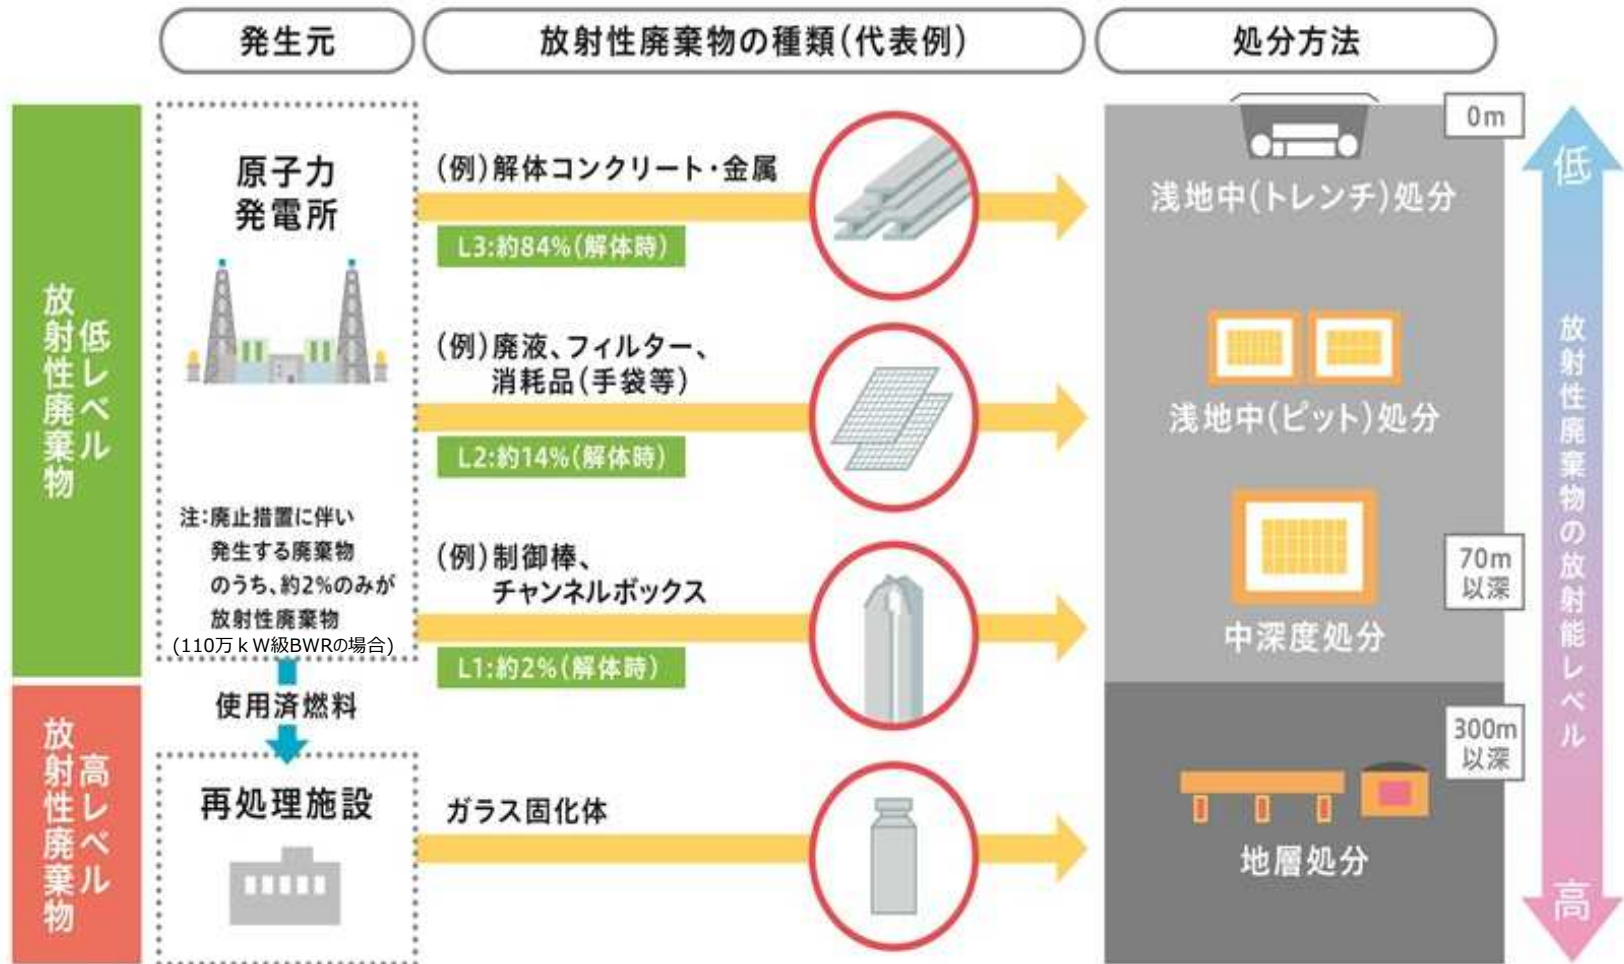 発生元
放射性廃棄物の種類(代表例)
処分方法
低レベル
放射性廃棄物
原子力
発電所
注:廃止措置に伴い
発生する廃棄物
のうち、約2%のみが
放射性廃棄物
(110万kW級BWRの場合)
使用済燃料
高レベル
放射性廃棄物
再処理施設
(例)解体コンクリート・金属
L3:約84%(解体時)
(例)廃液、フィルター、
消耗品(手袋等)
L2:約14%(解体時)
(例)制御棒、
チャンネルボックス
L1:約2%(解体時)
ガラス固化体
0m
浅地中(トレンチ)処分
浅地中(ピット)処分
70m
以深
中深度処分
300m
以深
地層処分
低
放射性廃棄物の放射能レベル
高